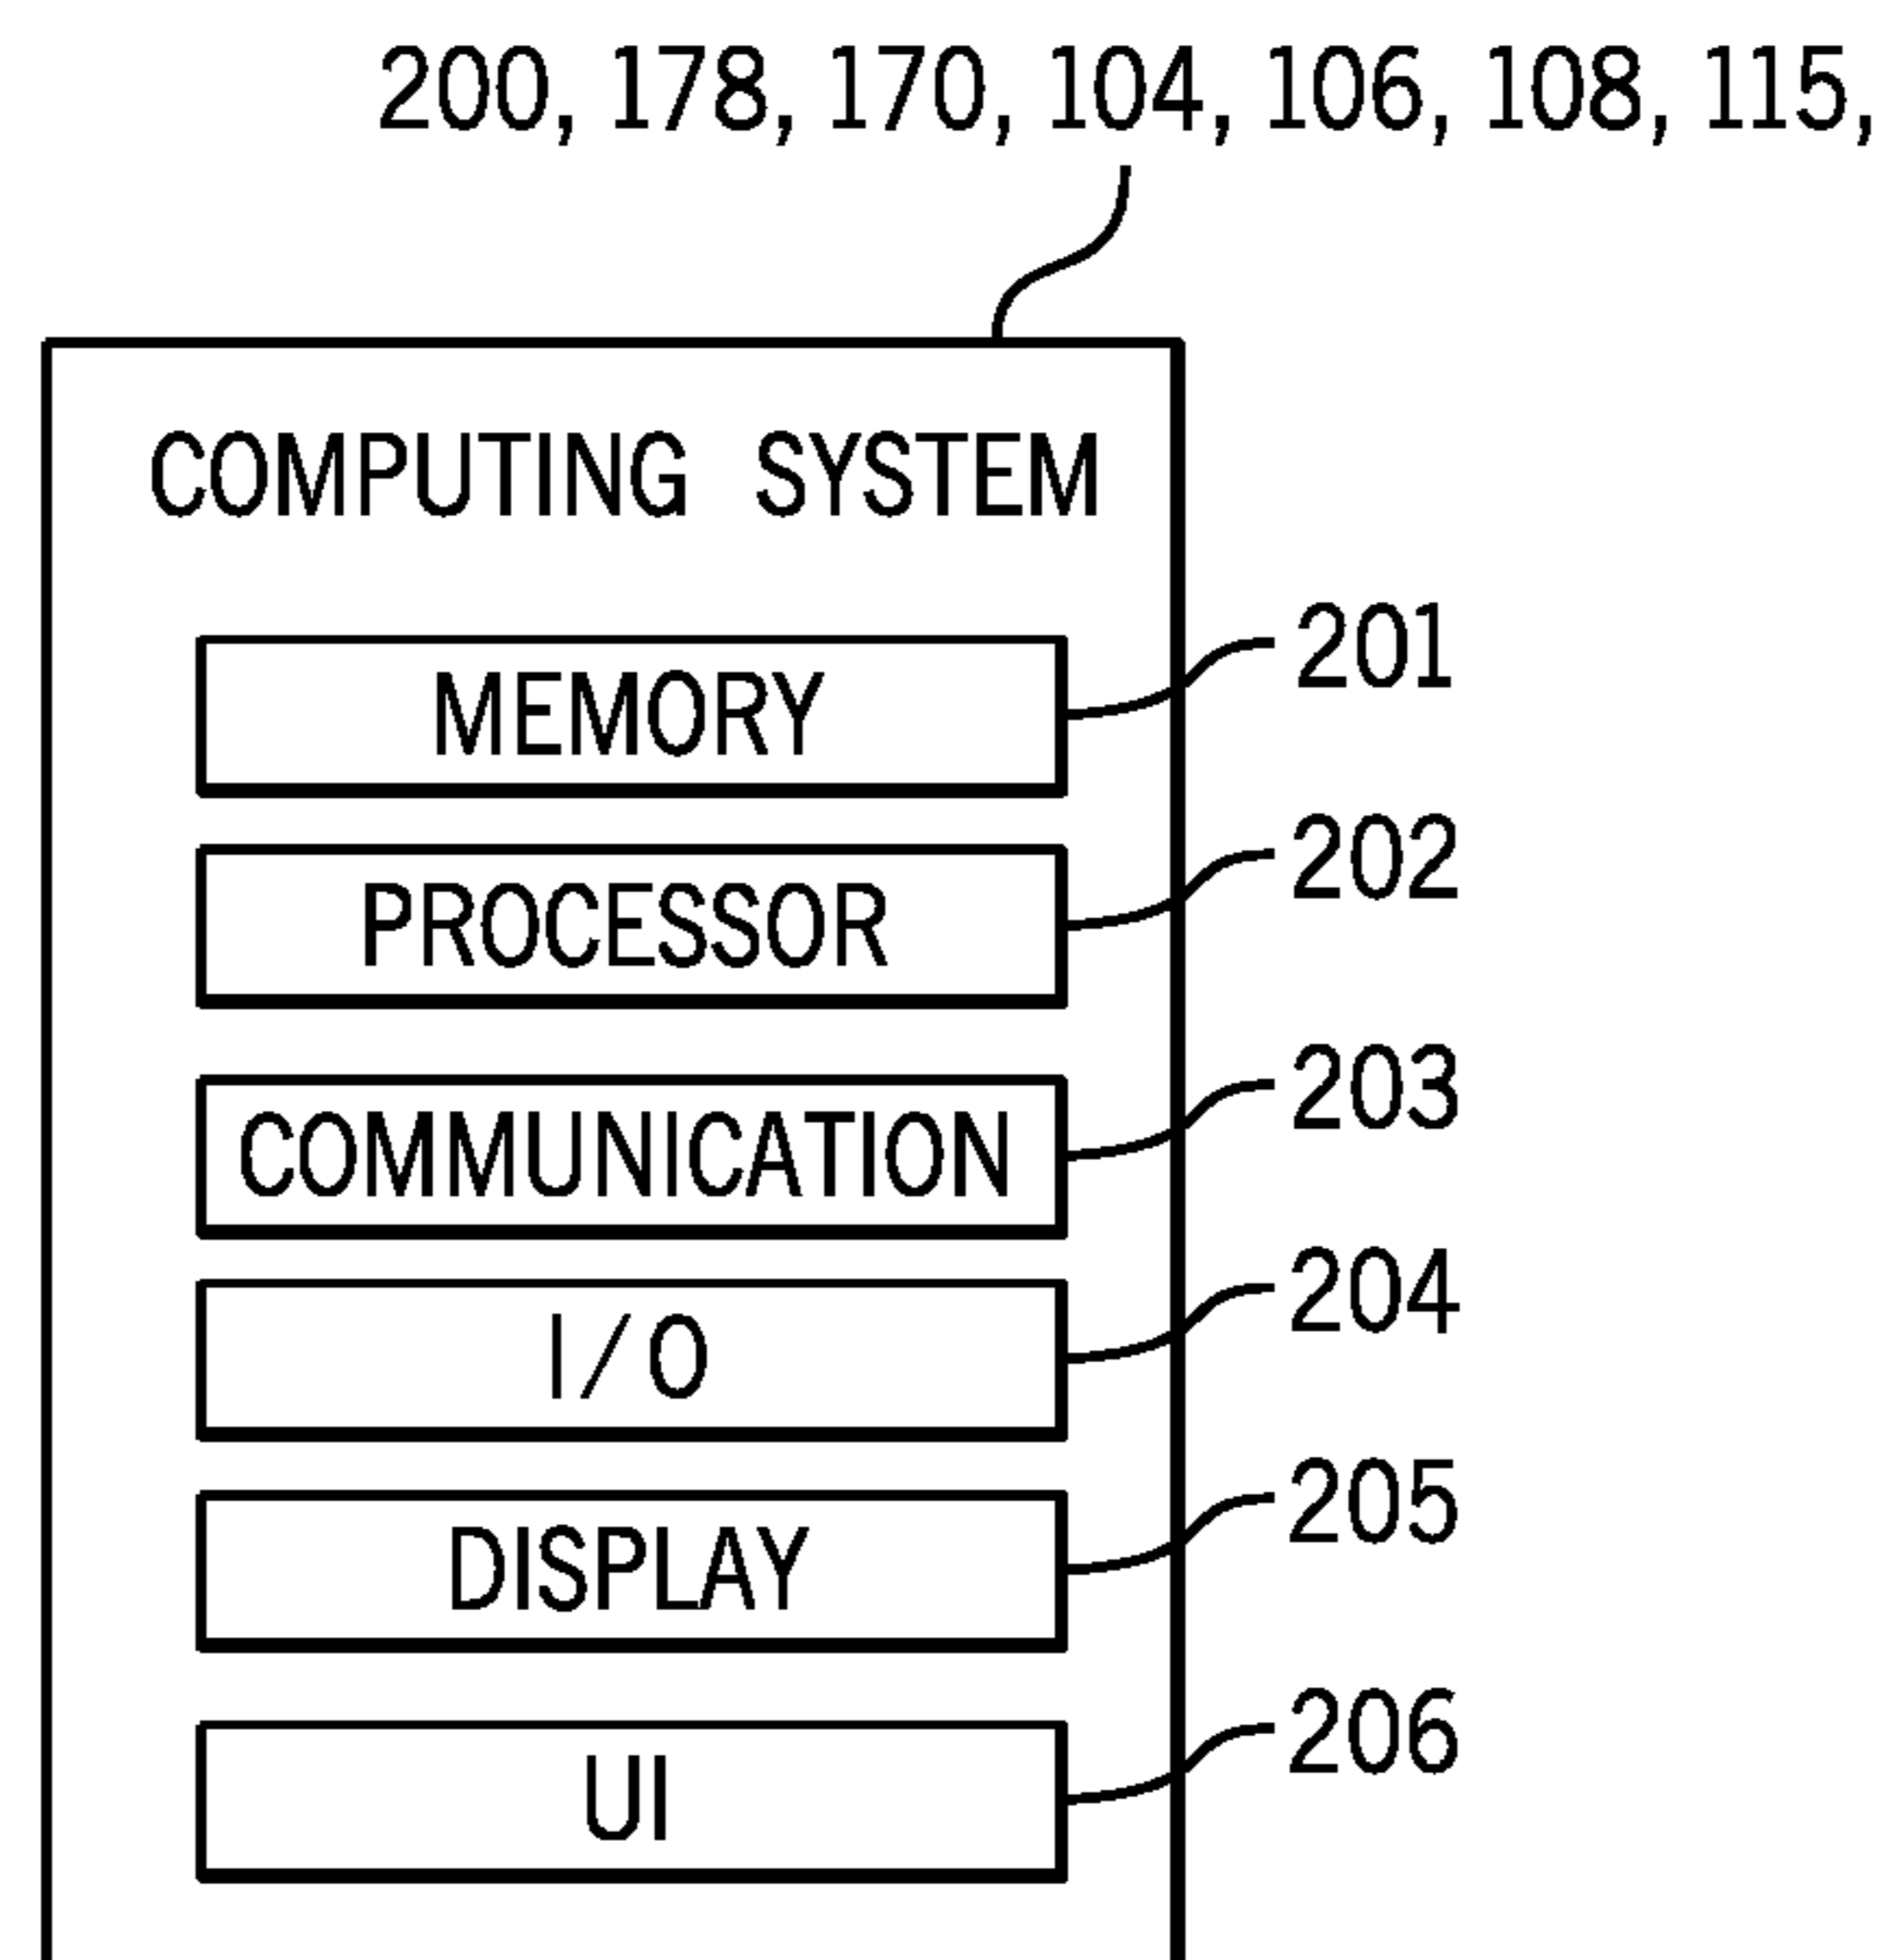 200, 178, 170, 104, 106, 108, 115,
COMPUTING SYSTEM
MEMORY
201
PROCESSOR
202
COMMUNICATION
203
I/O
204
DISPLAY
205
UI
206